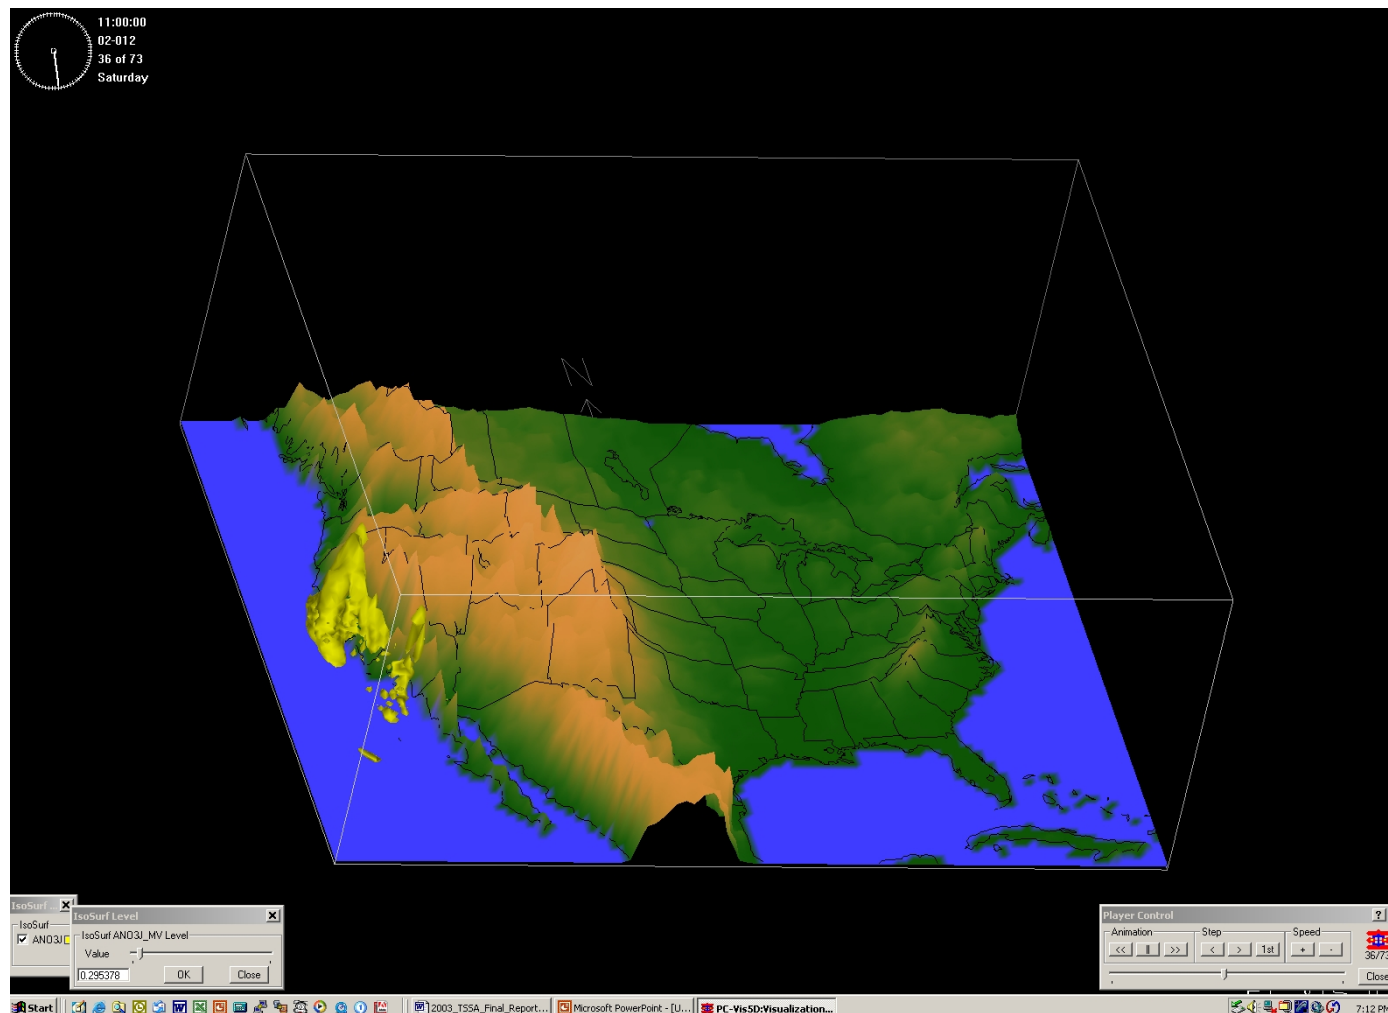 11:00:00
02-012
36 of 73
Saturday
N
IsoSurf ...
IsoSurf
ANO3J
IsoSurf Level
IsoSurf ANO3J_MV Level
Value
0.295378
OK
Close
Player Control
?
Animation
Step
Speed
<<
||
>>
<
>
1st
+
-
36/73
Close
Start
2003_TSSA_Final_Report...
Microsoft PowerPoint - [U...
PC-Vis5D:Visualization...
7:12 PM